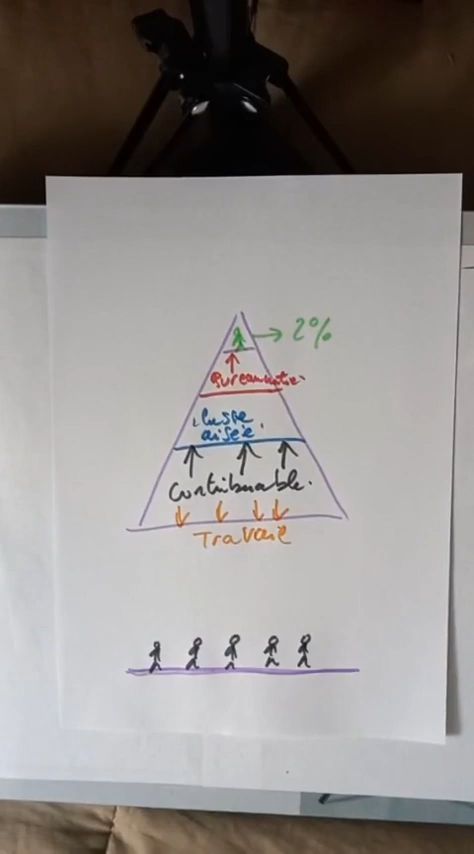 2%
Bureaucratie.
classe
aisée.
Contribuable.
Travail